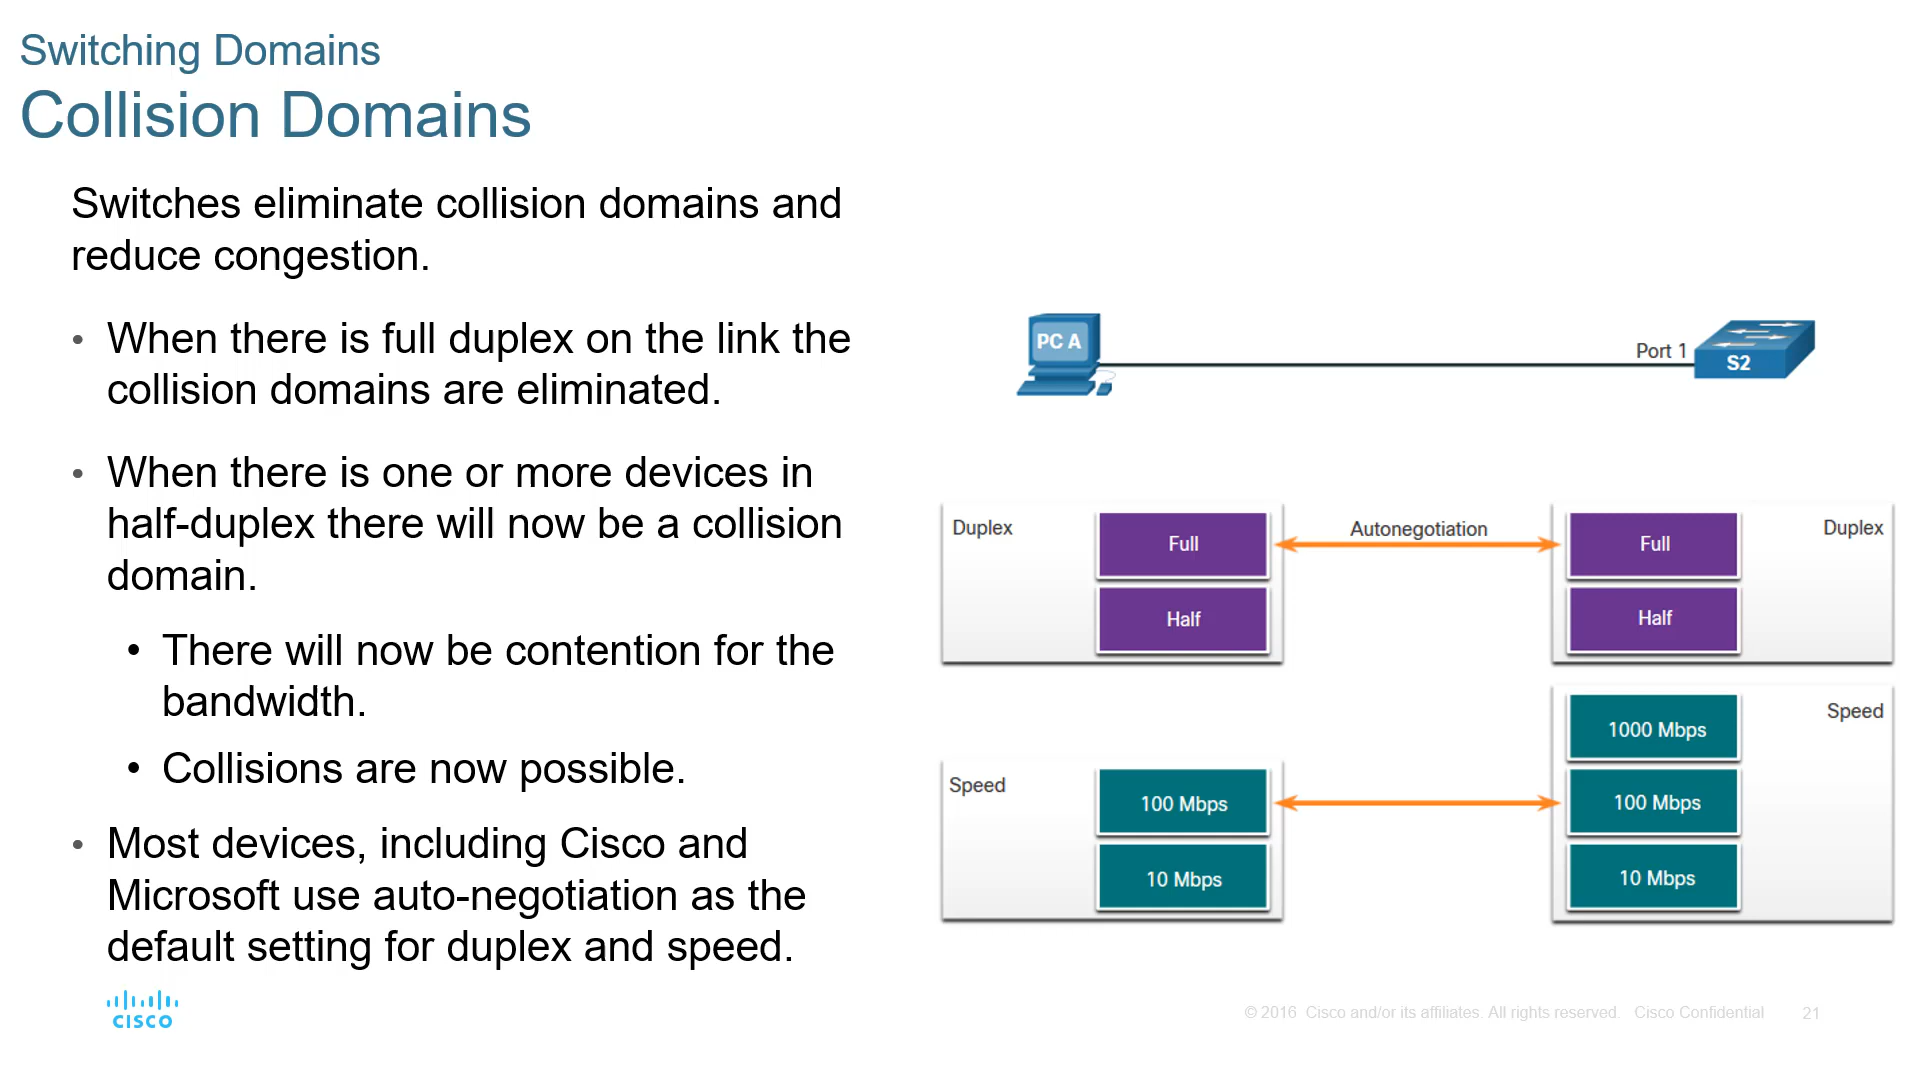 Switching Domains
Collision Domains
Switches eliminate collision domains and
reduce congestion.
• When there is full duplex on the link the
collision domains are eliminated.
• When there is one or more devices in
half-duplex there will now be a collision
domain.
• There will now be contention for the
bandwidth.
• Collisions are now possible.
• Most devices, including Cisco and
Microsoft use auto-negotiation as the
default setting for duplex and speed.
PC A
Port 1
S2
Duplex
Full
Half
Autonegotiation
Full
Half
Duplex
Speed
100 Mbps
10 Mbps
1000 Mbps
100 Mbps
10 Mbps
Speed
CISCO
© 2016 Cisco and/or its affiliates. All rights reserved. Cisco Confidential
21